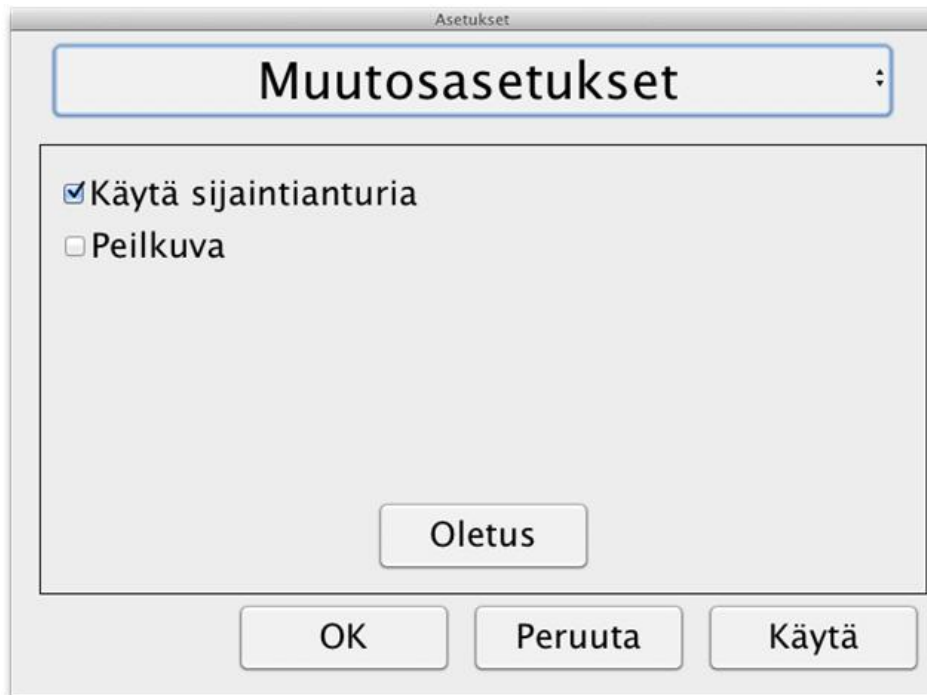 Asetukset
Muutosasetukset
Käytä sijaintianturia
Peilkuva
Oletus
OK Peruuta Käytä